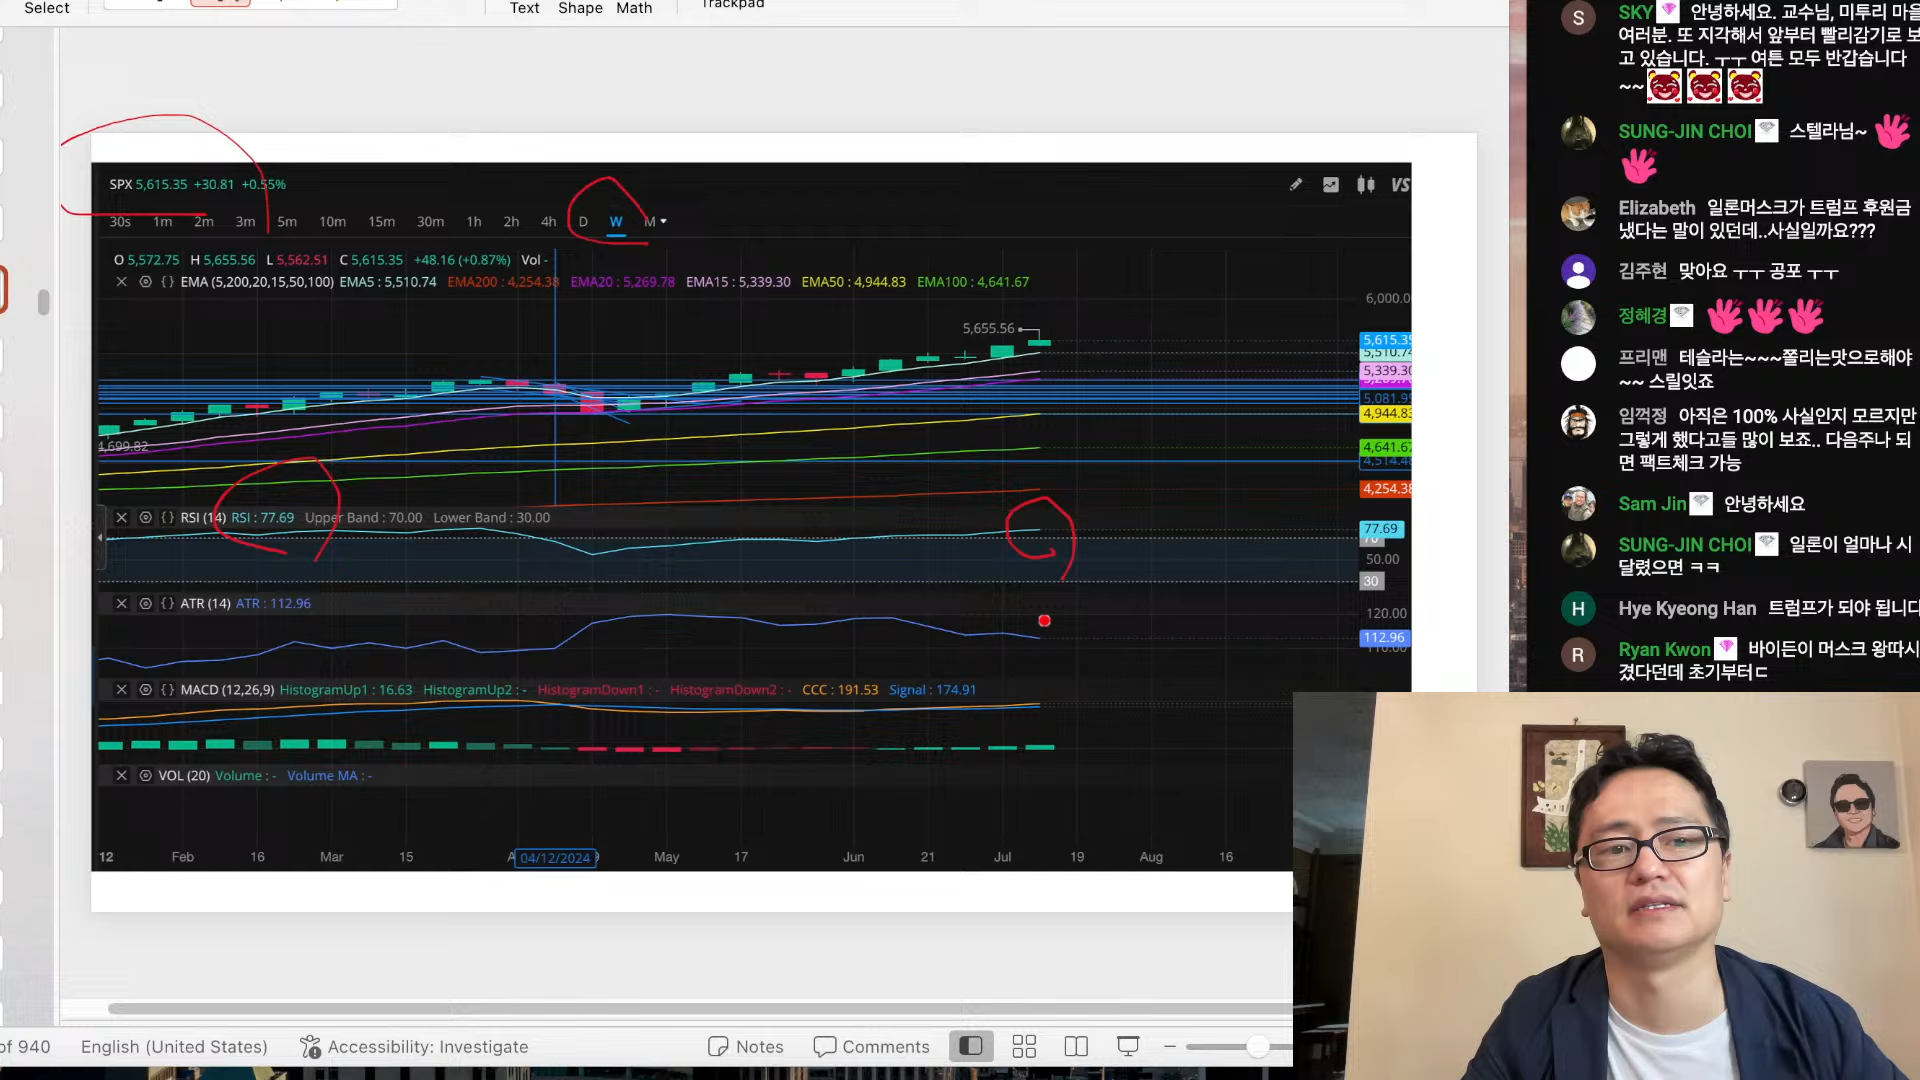 Select
Text Shape Math
Trackpad
SPX 5,615.35 +30.81 +0.55%
VS
30s 1m 2m 3m 5m 10m 15m 30m 1h 2h 4h D W M
O 5,572.75 H 5,655.56 L 5,562.51 C 5,615.35 +48.16 (+0.87%) Vol -
EMA (5,200,20,15,50,100) EMA5 : 5,510.74 EMA200 : 4,254.38 EMA20 : 5,269.78 EMA15 : 5,339.30 EMA50 : 4,944.83 EMA100 : 4,641.67
6,000.0
5,655.56
5,615.35
5,510.74
5,339.30
5,081.95
4,944.83
4,699.82
4,641.67
4,514.48
4,254.38
RSI (14) RSI : 77.69 Upper Band : 70.00 Lower Band : 30.00
77.69
70
50.00
30
ATR (14) ATR : 112.96
120.00
112.96
110.00
MACD (12,26,9) HistogramUp1 : 16.63 HistogramUp2 : - HistogramDown1 : - HistogramDown2 : - CCC : 191.53 Signal : 174.91
VOL (20) Volume : - Volume MA : -
12 Feb 16 Mar 15 A 04/12/2024 9 May 17 Jun 21 Jul 19 Aug 16
of 940 English (United States) Accessibility: Investigate Notes Comments
S SKY 안녕하세요. 교수님, 미투리 마을
여러분. 또 지각해서 앞부터 빨리감기로 보
고 있습니다. ㅜㅜ 여튼 모두 반갑습니다
~~
SUNG-JIN CHOI 스텔라님~
Elizabeth 일론머스크가 트럼프 후원금
냈다는 말이 있던데..사실일까요???
김주현 맞아요 ㅜㅜ 공포 ㅜㅜ
정혜경
프리맨 테슬라는~~~쫄리는맛으로해야
~~ 스릴잇죠
임꺽정 아직은 100% 사실인지 모르지만
그렇게 했다고들 많이 보죠.. 다음주나 되
면 팩트체크 가능
Sam Jin 안녕하세요
SUNG-JIN CHOI 일론이 얼마나 시
달렸으면 ㅋㅋ
H Hye Kyeong Han 트럼프가 되야 됩니다
R Ryan Kwon 바이든이 머스크 왕따시
켰다던데 초기부터ㄷ